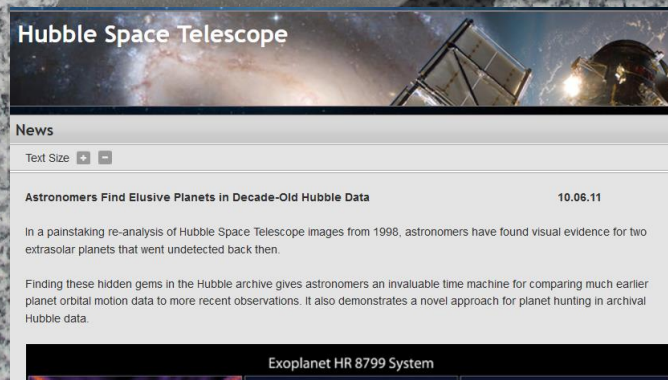 Hubble Space Telescope
News
Text Size + -
Astronomers Find Elusive Planets in Decade-Old Hubble Data 10.06.11
In a painstaking re-analysis of Hubble Space Telescope images from 1998, astronomers have found visual evidence for two
extrasolar planets that went undetected back then.
Finding these hidden gems in the Hubble archive gives astronomers an invaluable time machine for comparing much earlier
planet orbital motion data to more recent observations. It also demonstrates a novel approach for planet hunting in archival
Hubble data.
Exoplanet HR 8799 System